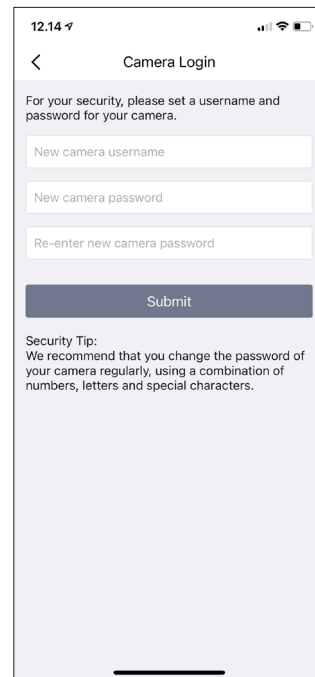 12.14
Camera Login
For your security, please set a username and
password for your camera.
New camera username
New camera password
Re-enter new camera password
Submit
Security Tip:
We recommend that you change the password of
your camera regularly, using a combination of
numbers, letters and special characters.